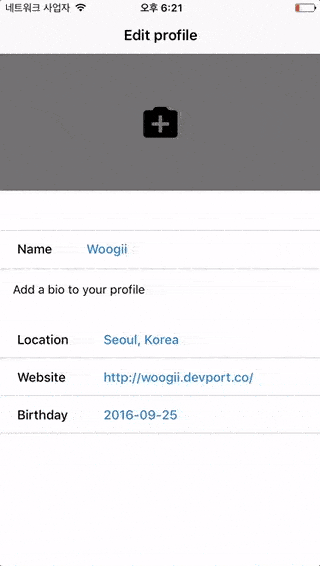 네트워크 사업자 오후 6:21
Edit profile
Name Woogii
Add a bio to your profile
Location Seoul, Korea
Website http://woogii.devport.co/
Birthday 2016-09-25